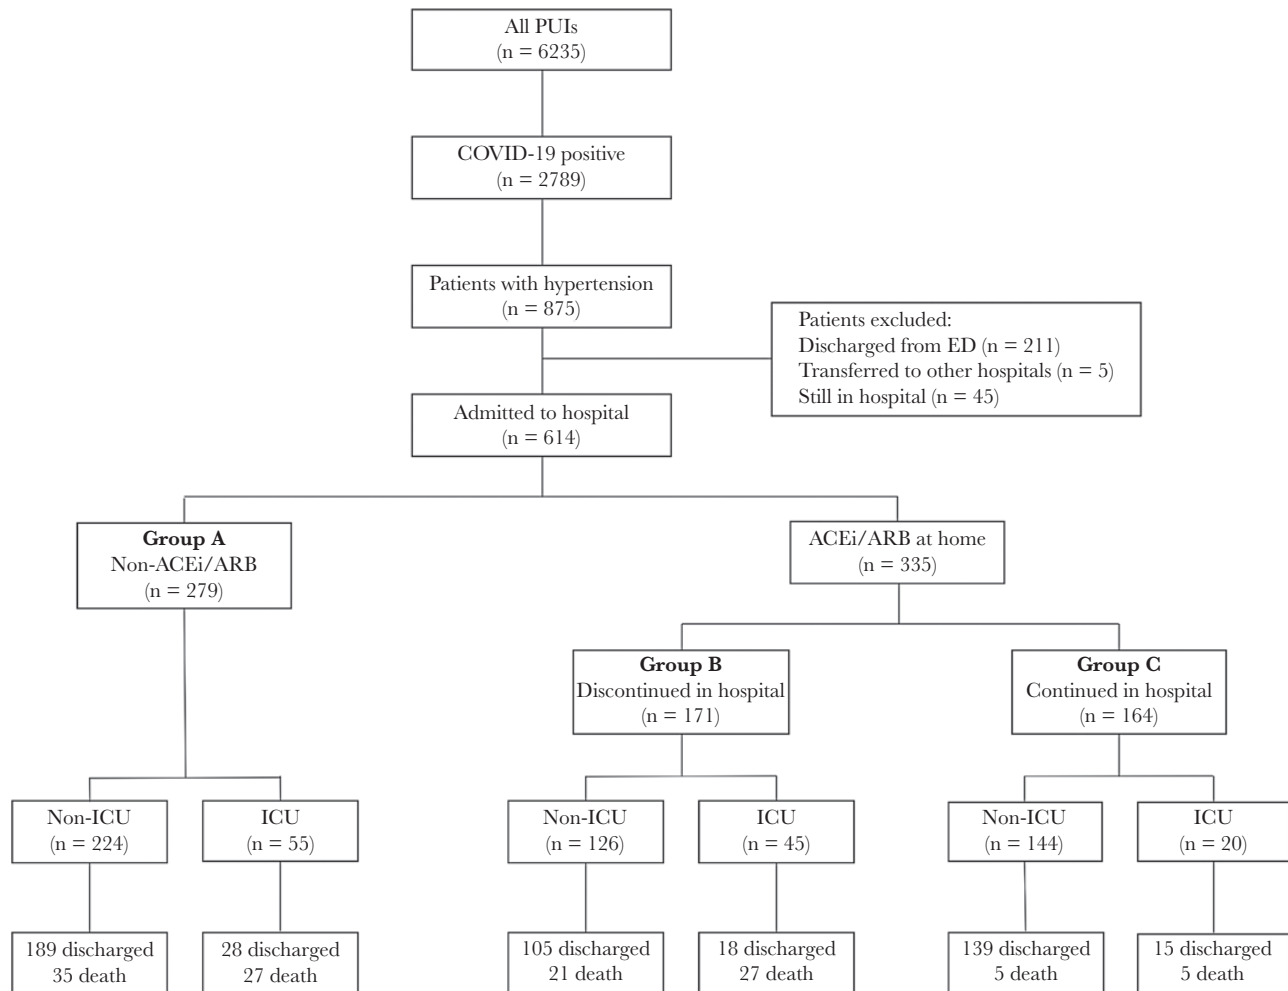 All PUIs
(n = 6235)
COVID-19 positive
(n = 2789)
Patients with hypertension
(n = 875)
Patients excluded:
Discharged from ED (n = 211)
Transferred to other hospitals (n = 5)
Still in hospital (n = 45)
Admitted to hospital
(n = 614)
Group A
Non-ACEi/ARB
(n = 279)
ACEi/ARB at home
(n = 335)
Group B
Discontinued in hospital
(n = 171)
Group C
Continued in hospital
(n = 164)
Non-ICU
(n = 224)
ICU
(n = 55)
Non-ICU
(n = 126)
ICU
(n = 45)
Non-ICU
(n = 144)
ICU
(n = 20)
189 discharged
35 death
28 discharged
27 death
105 discharged
21 death
18 discharged
27 death
139 discharged
5 death
15 discharged
5 death